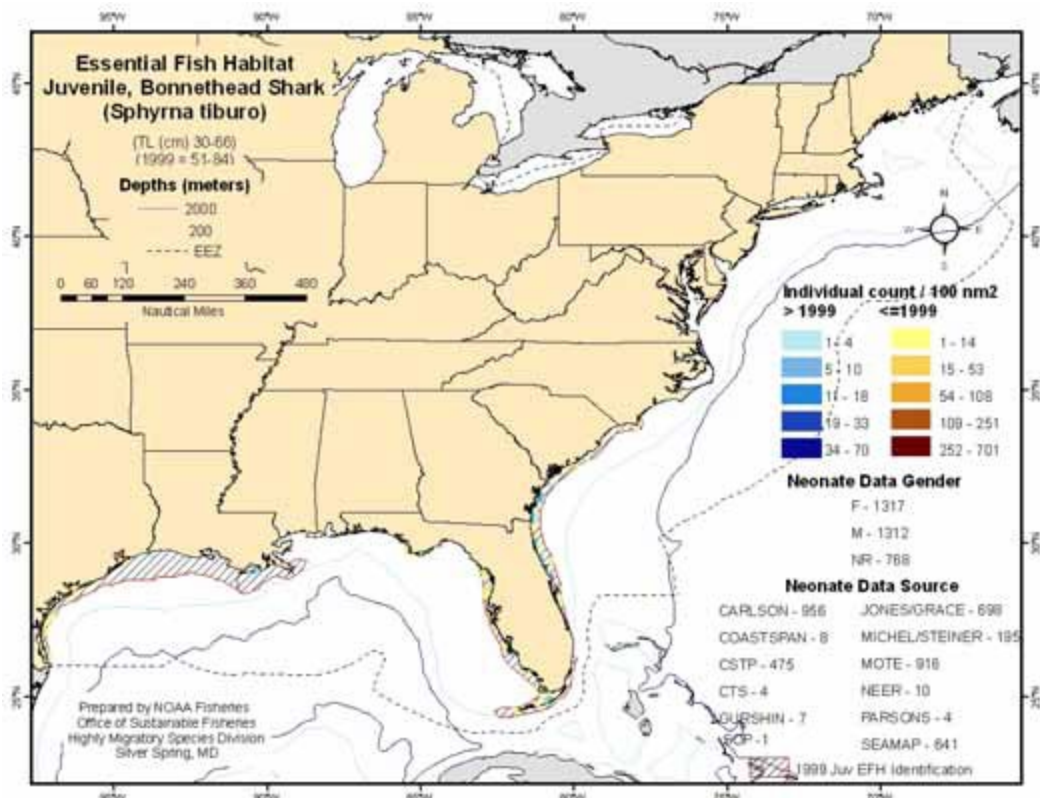 Essential Fish Habitat
Juvenile, Bonnethead Shark
(Sphyrna tiburo)
(TL (cm) 30-66)
(1999 = 51-84)
Depths (meters)
2000
200
EEZ
0 30 60 120 240 360 480
Nautical Miles
N
W E
S
Individual count / 100 nm2
> 1999 <=1999
1 - 4 1 - 14
5 - 10 15 - 53
11 - 18 54 - 108
19 - 33 109 - 251
34 - 70 252 - 701
Neonate Data Gender
F - 1317
M - 1312
NR - 768
Neonate Data Source
CARLSON - 956 JONES/GRACE - 698
COASTSPAN - 8 MICHEL/STEINER - 195
CSTP - 475 MOTE - 916
CTS - 4 NEER - 10
GURSHIN - 7 PARSONS - 4
SEAMAP - 641
1999 Juv EFH Identification
Prepared by NOAA Fisheries
Office of Sustainable Fisheries
Highly Migratory Species Division
Silver Spring, MD